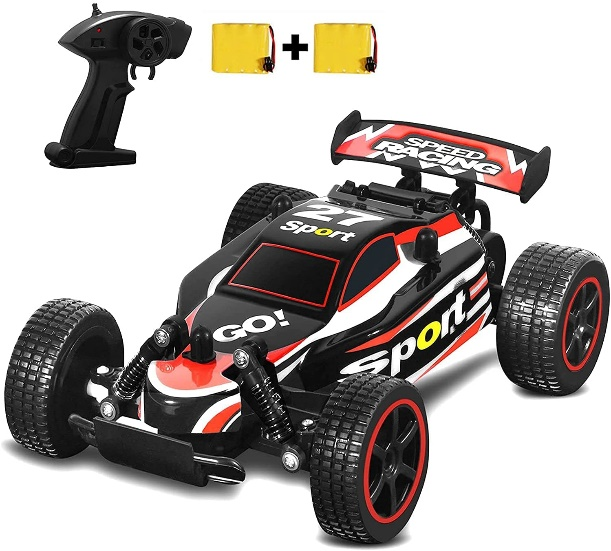 +
SPEED
RACING
27
Sport
GO!
Sport